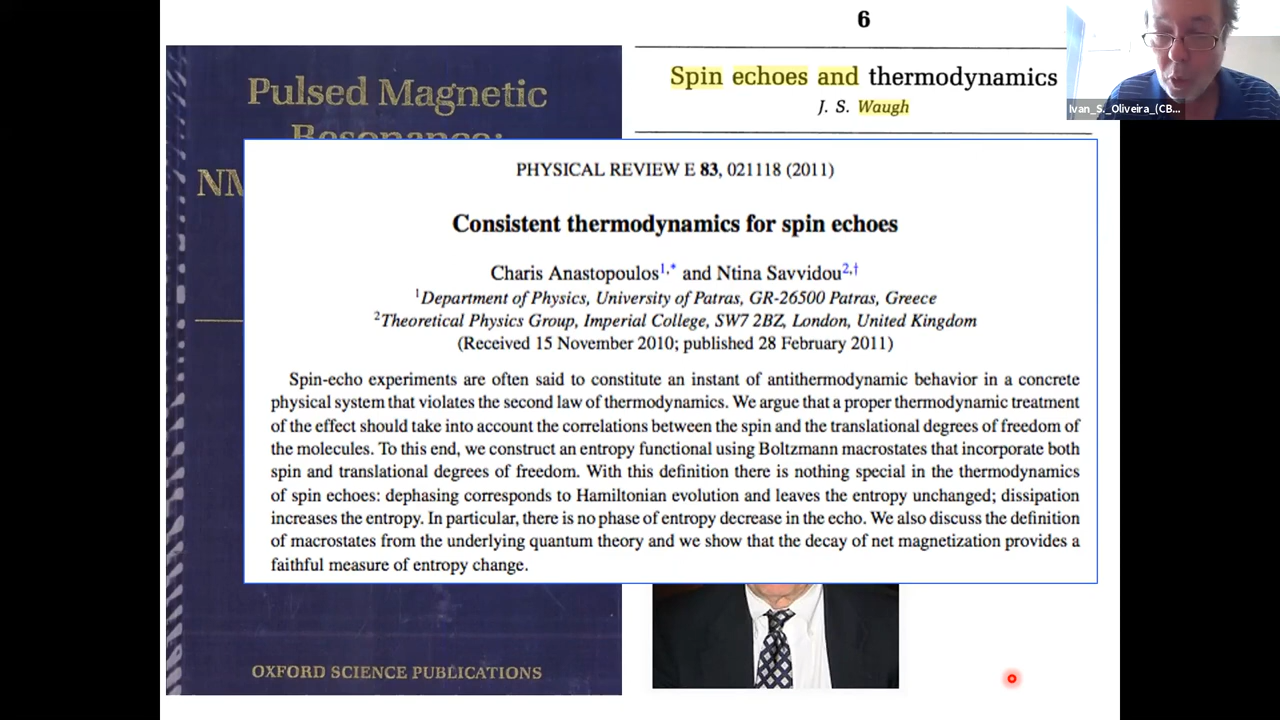 6
Pulsed Magnetic
Resonance:
NM
OXFORD SCIENCE PUBLICATIONS
Spin echoes and thermodynamics
J. S. Waugh
Ivan_S._Oliveira_(CB...
PHYSICAL REVIEW E 83, 021118 (2011)
Consistent thermodynamics for spin echoes
Charis Anastopoulos1,* and Ntina Savvidou2,†
1Department of Physics, University of Patras, GR-26500 Patras, Greece
2Theoretical Physics Group, Imperial College, SW7 2BZ, London, United Kingdom
(Received 15 November 2010; published 28 February 2011)
Spin-echo experiments are often said to constitute an instant of antithermodynamic behavior in a concrete
physical system that violates the second law of thermodynamics. We argue that a proper thermodynamic treatment
of the effect should take into account the correlations between the spin and the translational degrees of freedom of
the molecules. To this end, we construct an entropy functional using Boltzmann macrostates that incorporate both
spin and translational degrees of freedom. With this definition there is nothing special in the thermodynamics
of spin echoes: dephasing corresponds to Hamiltonian evolution and leaves the entropy unchanged; dissipation
increases the entropy. In particular, there is no phase of entropy decrease in the echo. We also discuss the definition
of macrostates from the underlying quantum theory and we show that the decay of net magnetization provides a
faithful measure of entropy change.